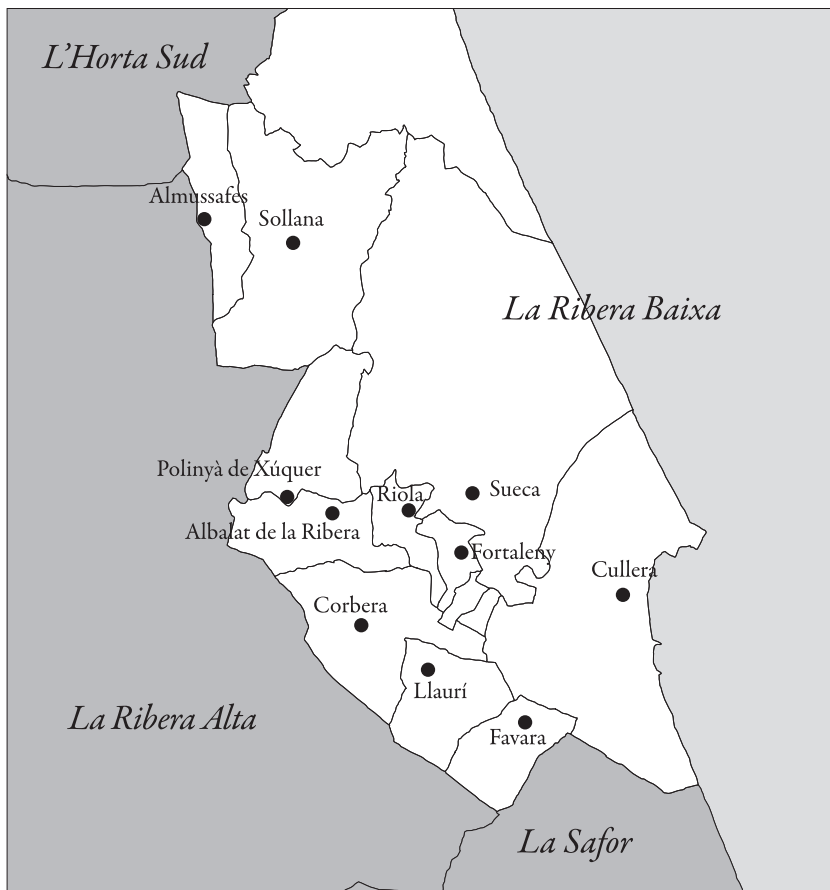 L’Horta Sud
Almussafes
Sollana
La Ribera Baixa
Polinyà de Xúquer
Riola
Sueca
Albalat de la Ribera
Fortaleny
Cullera
Corbera
Llaurí
La Ribera Alta
Favara
La Safor